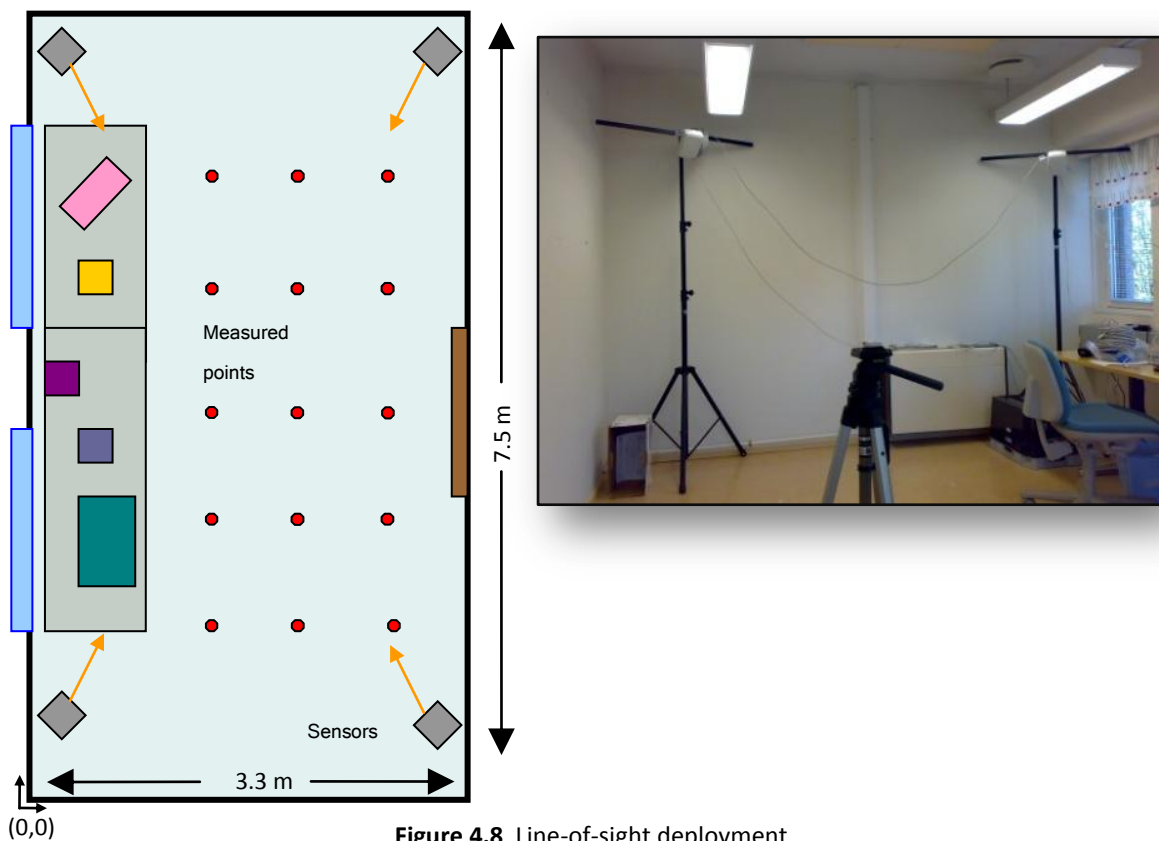 Measured
points
7.5 m
Sensors
3.3 m
(0,0)
Figure 4.8 Line-of-sight deployment